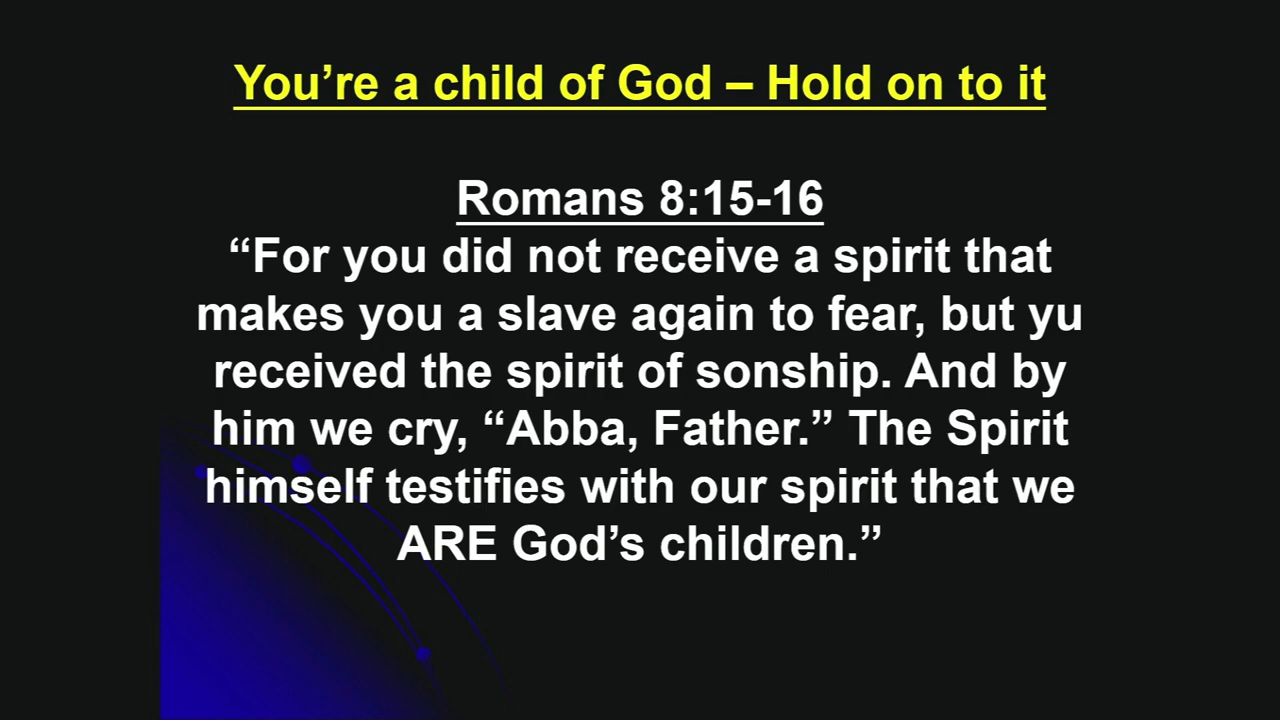 You’re a child of God – Hold on to it
Romans 8:15-16
“For you did not receive a spirit that
makes you a slave again to fear, but yu
received the spirit of sonship. And by
him we cry, “Abba, Father.” The Spirit
himself testifies with our spirit that we
ARE God’s children.”